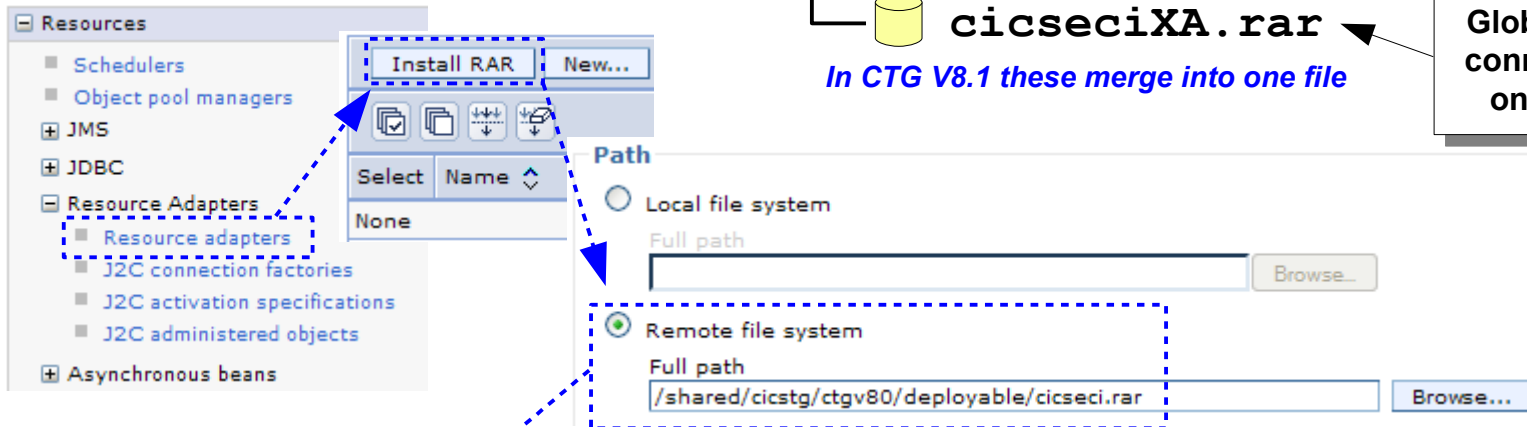 Resources
Schedulers
Object pool managers
JMS
JDBC
Resource Adapters
Resource adapters
J2C connection factories
J2C activation specifications
J2C administered objects
Asynchronous beans
Install RAR
New...
Select Name
None
cicseciXA.rar
In CTG V8.1 these merge into one file
Path
Local file system
Full path
Browse...
Remote file system
Full path
/shared/cicstg/ctgv80/deployable/cicseci.rar
Browse...